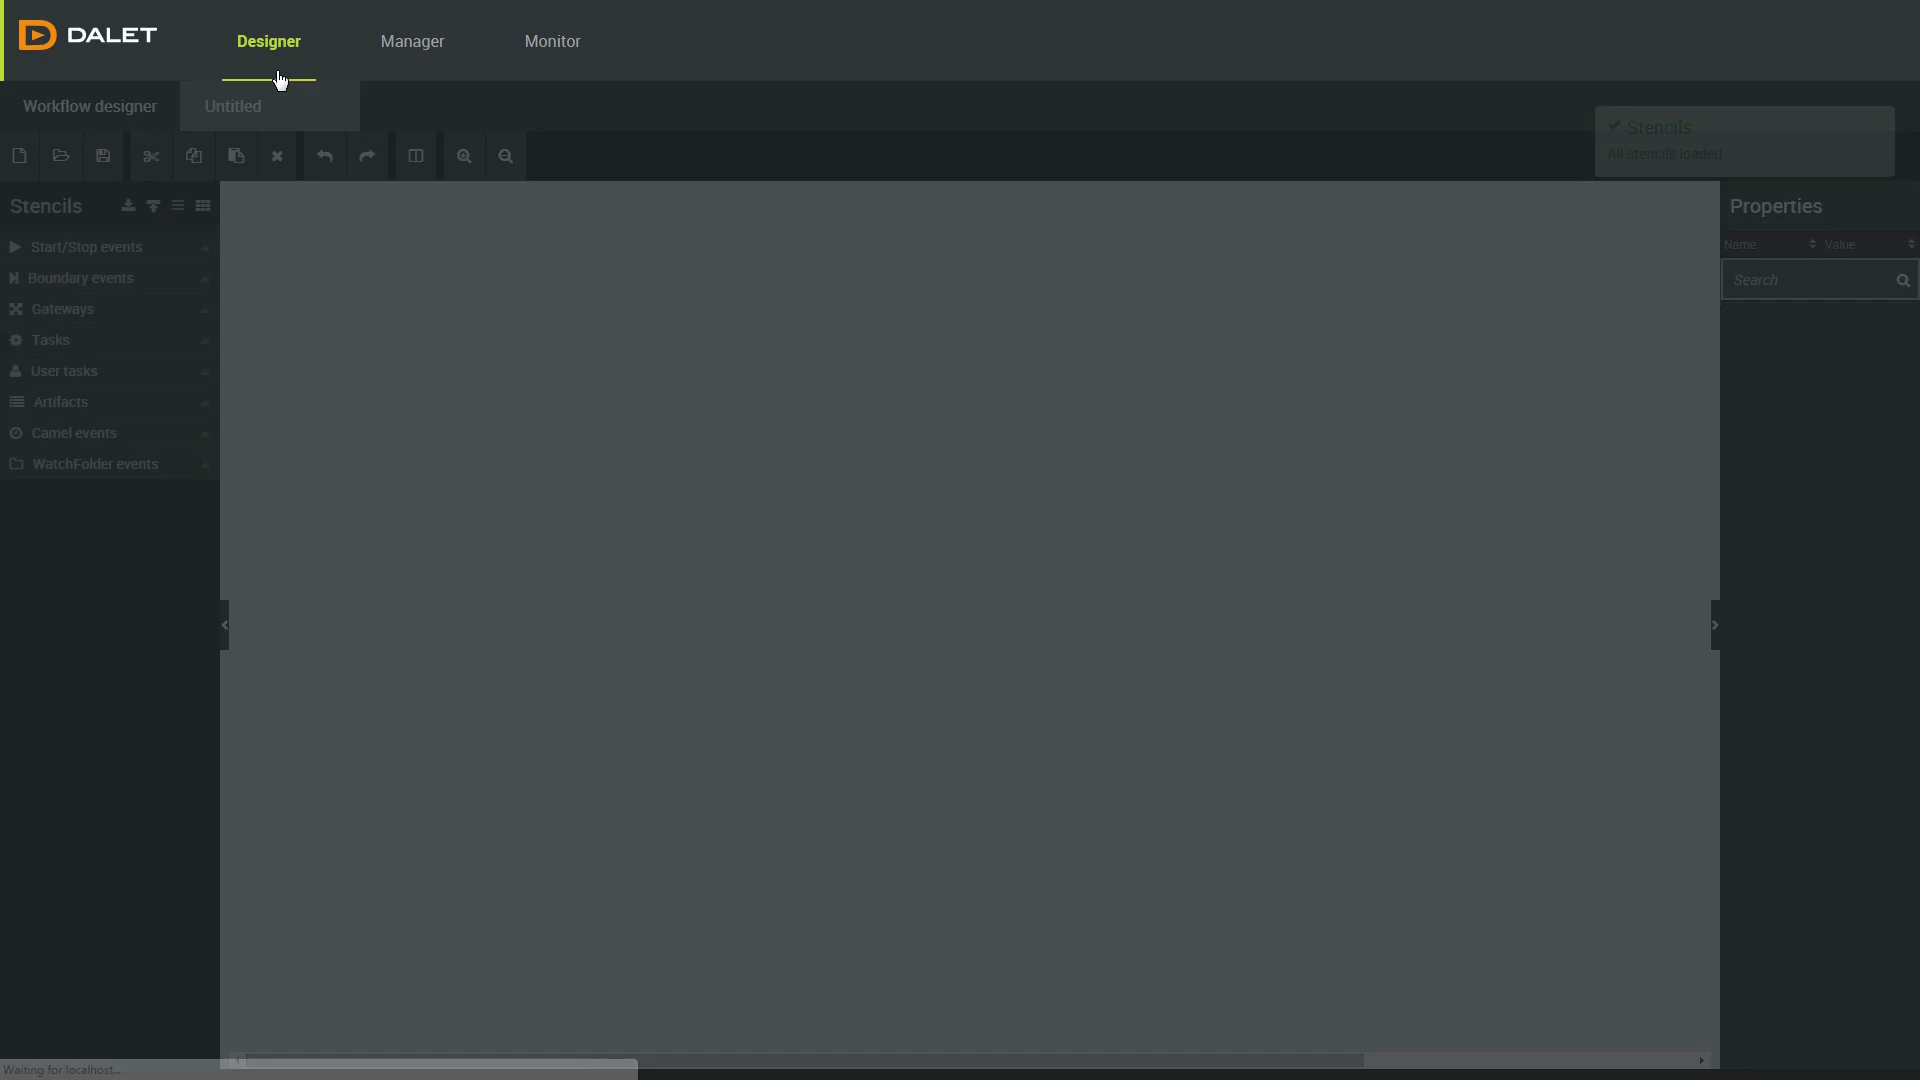 DALET
Designer
Manager
Monitor
Workflow designer
Untitled
Stencils
All stencils loaded
Stencils
Start/Stop events
Boundary events
Gateways
Tasks
User tasks
Artifacts
Camel events
WatchFolder events
Properties
Name
Value
Search
Waiting for localhost...